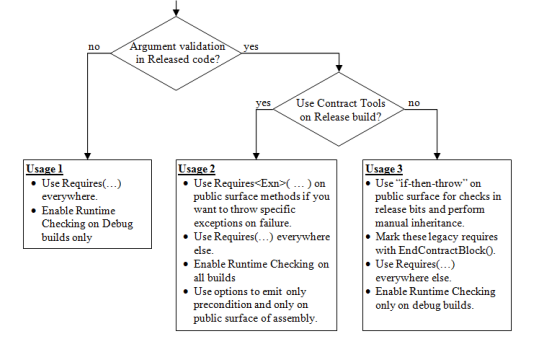 no
Argument validation
in Released code?
yes
yes
Use Contract Tools
on Release build?
no
Usage 1
• Use Requires(...)
everywhere.
• Enable Runtime
Checking on Debug
builds only
Usage 2
• Use Requires<Exn>( ... ) on
public surface methods if you
want to throw specific
exceptions on failure.
• Use Requires(...) everywhere
else.
• Enable Runtime Checking on
all builds
• Use options to emit only
precondition and only on
public surface of assembly.
Usage 3
• Use “if-then-throw” on
public surface for checks in
release bits and perform
manual inheritance.
• Mark these legacy requires
with EndContractBlock().
• Use Requires(...)
everywhere else.
• Enable Runtime Checking
only on debug builds.